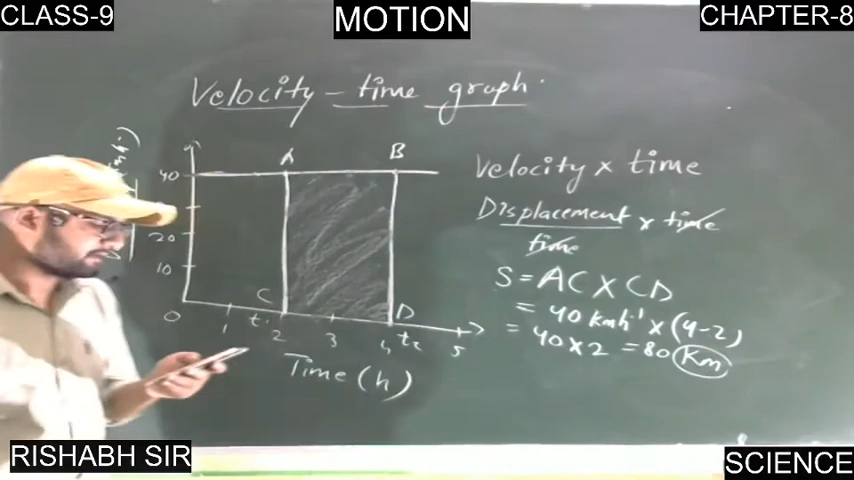 CLASS-9
MOTION
CHAPTER-8
Velocity - time graph
A
B
40
20
10
0
C
D
1
t.
2
3
4
t₂
5
Time (h)
Velocity × time
Displacement × time
time
S = AC × CD
= 40 kmh⁻¹ × (4-2)
= 40×2 = 80 Km
RISHABH SIR
SCIENCE